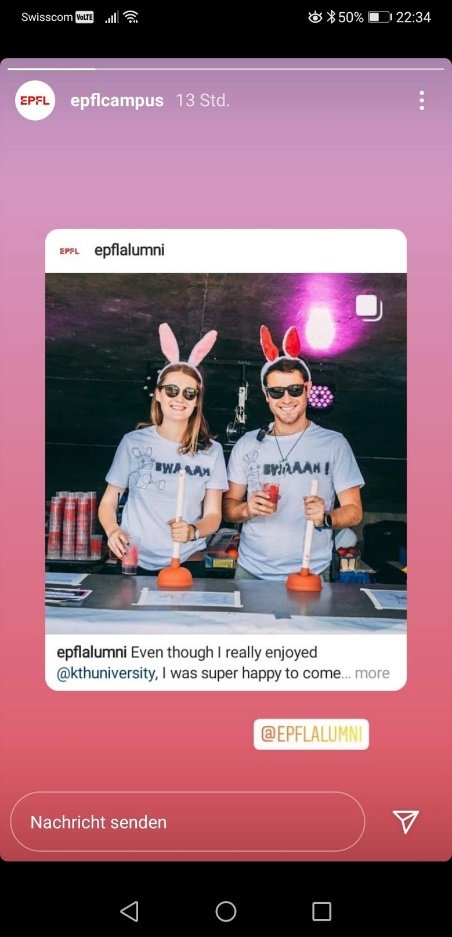 Swisscom VoLTE 50% 22:34
EPFL epflcampus 13 Std.
EPFL epflalumni
BWAAAH BWAAAH !
epflalumni Even though I really enjoyed
@kthuniversity, I was super happy to come... more
@EPFLALUMNI
Nachricht senden